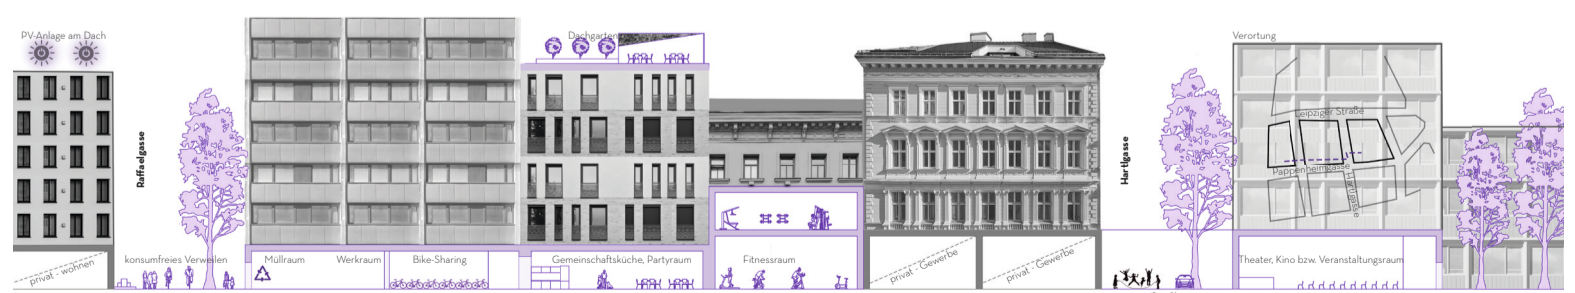 PV-Anlage am Dach
Dachgarten
Verortung
Raffaelgasse
Hartlgasse
Leipziger Straße
Pappenheimgasse
Hartlgasse
privat - wohnen
konsumfreies Verweilen
Müllraum
Werkraum
Bike-Sharing
Gemeinschaftsküche, Partyraum
Fitnessraum
privat - Gewerbe
privat - Gewerbe
Theater, Kino bzw. Veranstaltungsraum